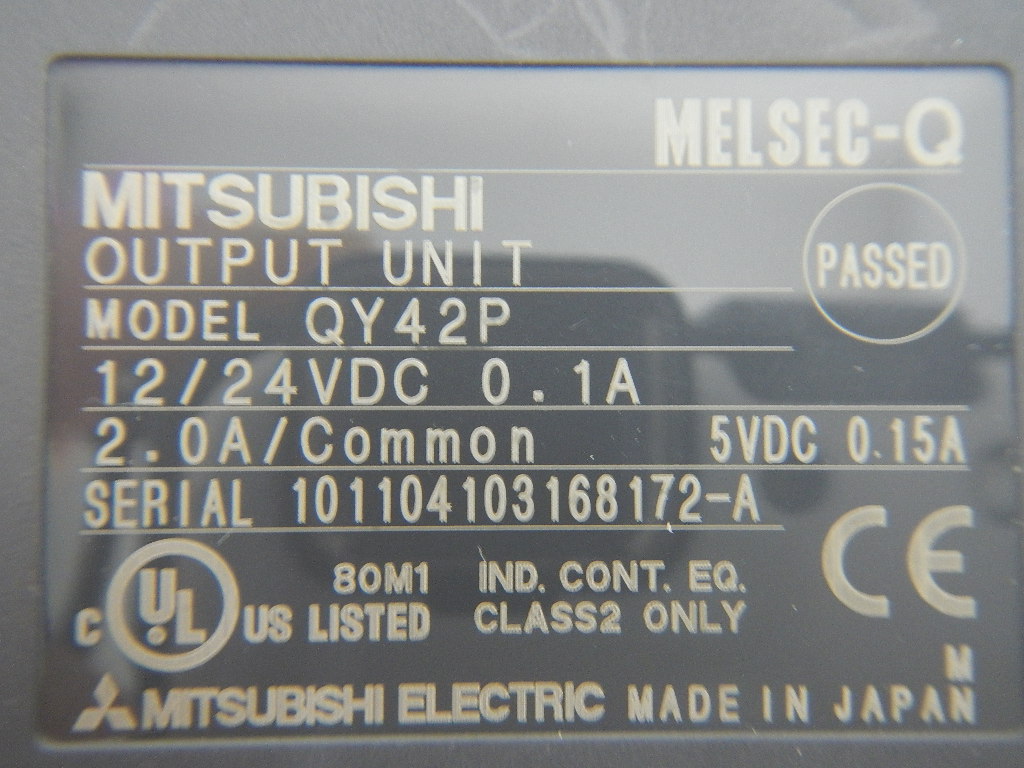 MELSEC-Q
MITSUBISHI
OUTPUT UNIT
PASSED
MODEL QY42P
12/24VDC 0.1A
2.0A/Common 5VDC 0.15A
SERIAL 101104103168172-A
CE
C UL US LISTED 80M1 IND. CONT. EQ.
CLASS2 ONLY
M
MITSUBISHI ELECTRIC MADE IN JAPAN